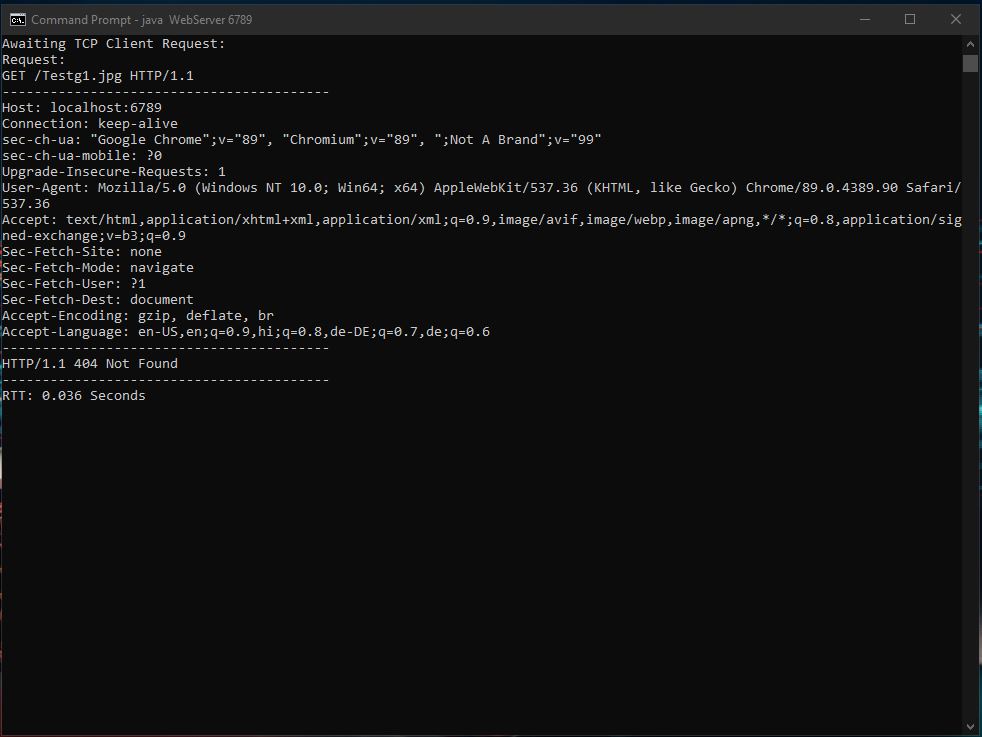 Command Prompt - java  WebServer 6789
Awaiting TCP Client Request:
Request:
GET /Testg1.jpg HTTP/1.1
-----------------------------------------
Host: localhost:6789
Connection: keep-alive
sec-ch-ua: "Google Chrome";v="89", "Chromium";v="89", ";Not A Brand";v="99"
sec-ch-ua-mobile: ?0
Upgrade-Insecure-Requests: 1
User-Agent: Mozilla/5.0 (Windows NT 10.0; Win64; x64) AppleWebKit/537.36 (KHTML, like Gecko) Chrome/89.0.4389.90 Safari/
537.36
Accept: text/html,application/xhtml+xml,application/xml;q=0.9,image/avif,image/webp,image/apng,*/*;q=0.8,application/sig
ned-exchange;v=b3;q=0.9
Sec-Fetch-Site: none
Sec-Fetch-Mode: navigate
Sec-Fetch-User: ?1
Sec-Fetch-Dest: document
Accept-Encoding: gzip, deflate, br
Accept-Language: en-US,en;q=0.9,hi;q=0.8,de-DE;q=0.7,de;q=0.6
-----------------------------------------
HTTP/1.1 404 Not Found
-----------------------------------------
RTT: 0.036 Seconds